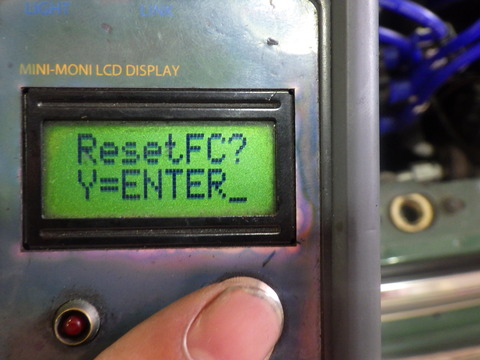 LIGHT
MINI-MONI LCD DISPLAY
ResetFC?
Y=ENTER_